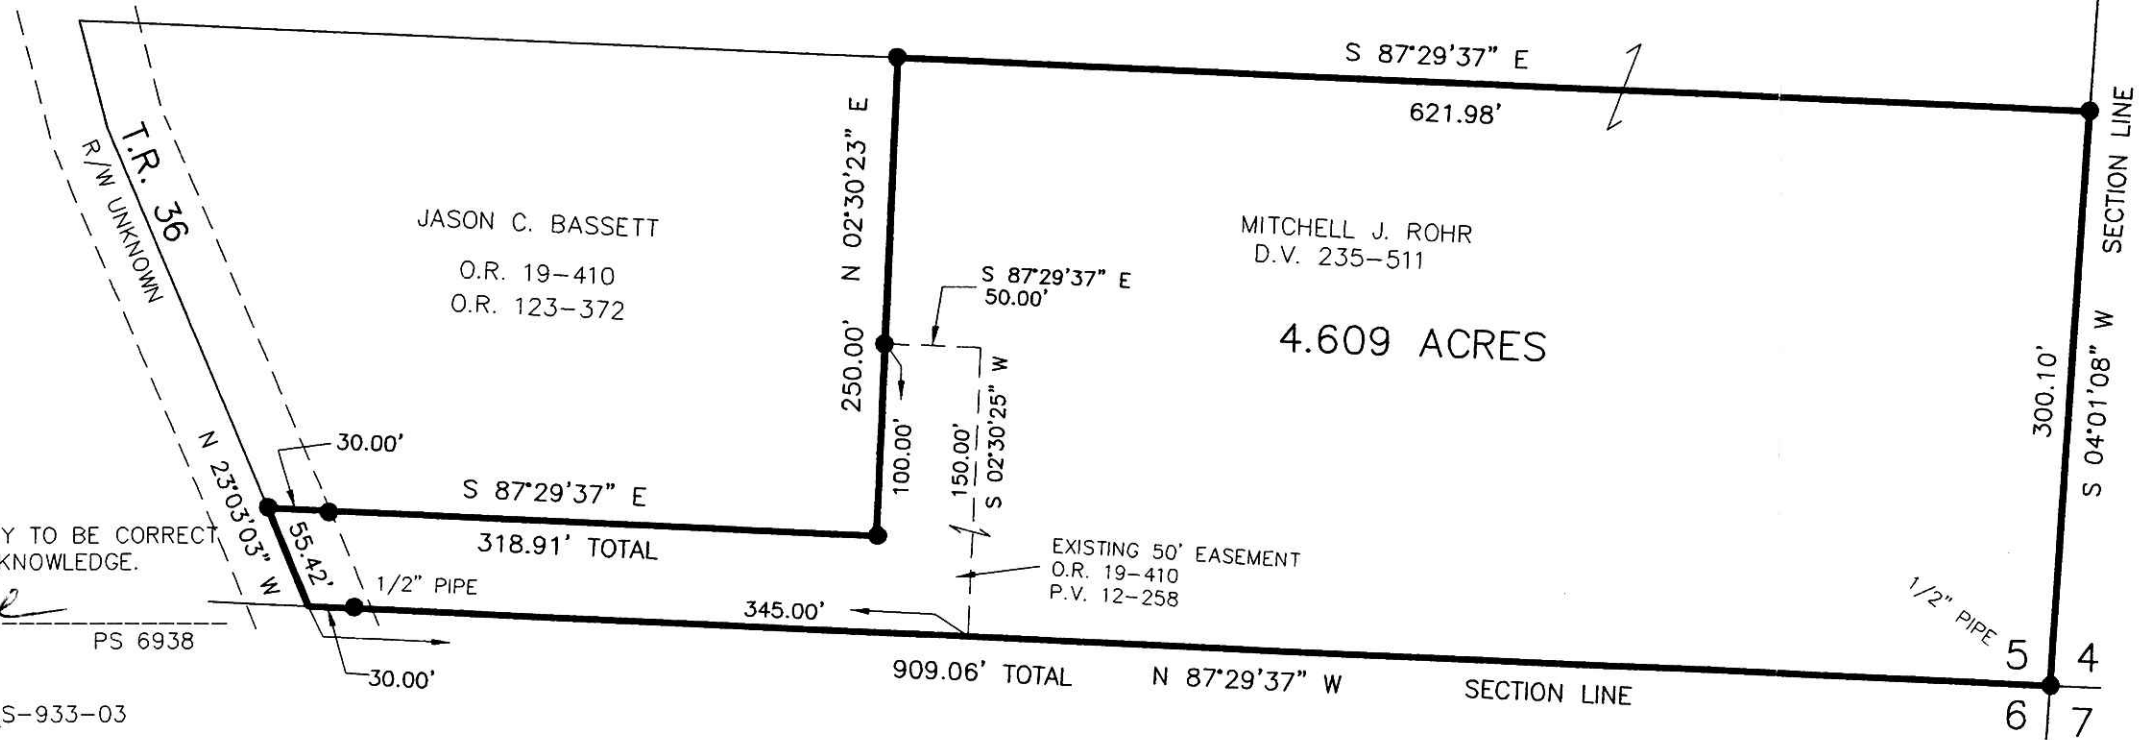 S 87°29'37" E
621.98'
SECTION LINE
T.R. 36
R/W UNKNOWN
N 02°30'23" E
250.00'
JASON C. BASSETT
O.R. 19-410
O.R. 123-372
MITCHELL J. ROHR
D.V. 235-511
4.609 ACRES
S 87°29'37" E
50.00'
100.00'
150.00'
S 02°30'25" W
300.10'
S 04°01'08" W
30.00'
S 87°29'37" E
318.91' TOTAL
N 23°03'03" W
55.42'
Y TO BE CORRECT
KNOWLEDGE.
PS 6938
1/2" PIPE
345.00'
EXISTING 50' EASEMENT
O.R. 19-410
P.V. 12-258
1/2" PIPE
5 4
6 7
30.00'
909.06' TOTAL N 87°29'37" W SECTION LINE
S-933-03